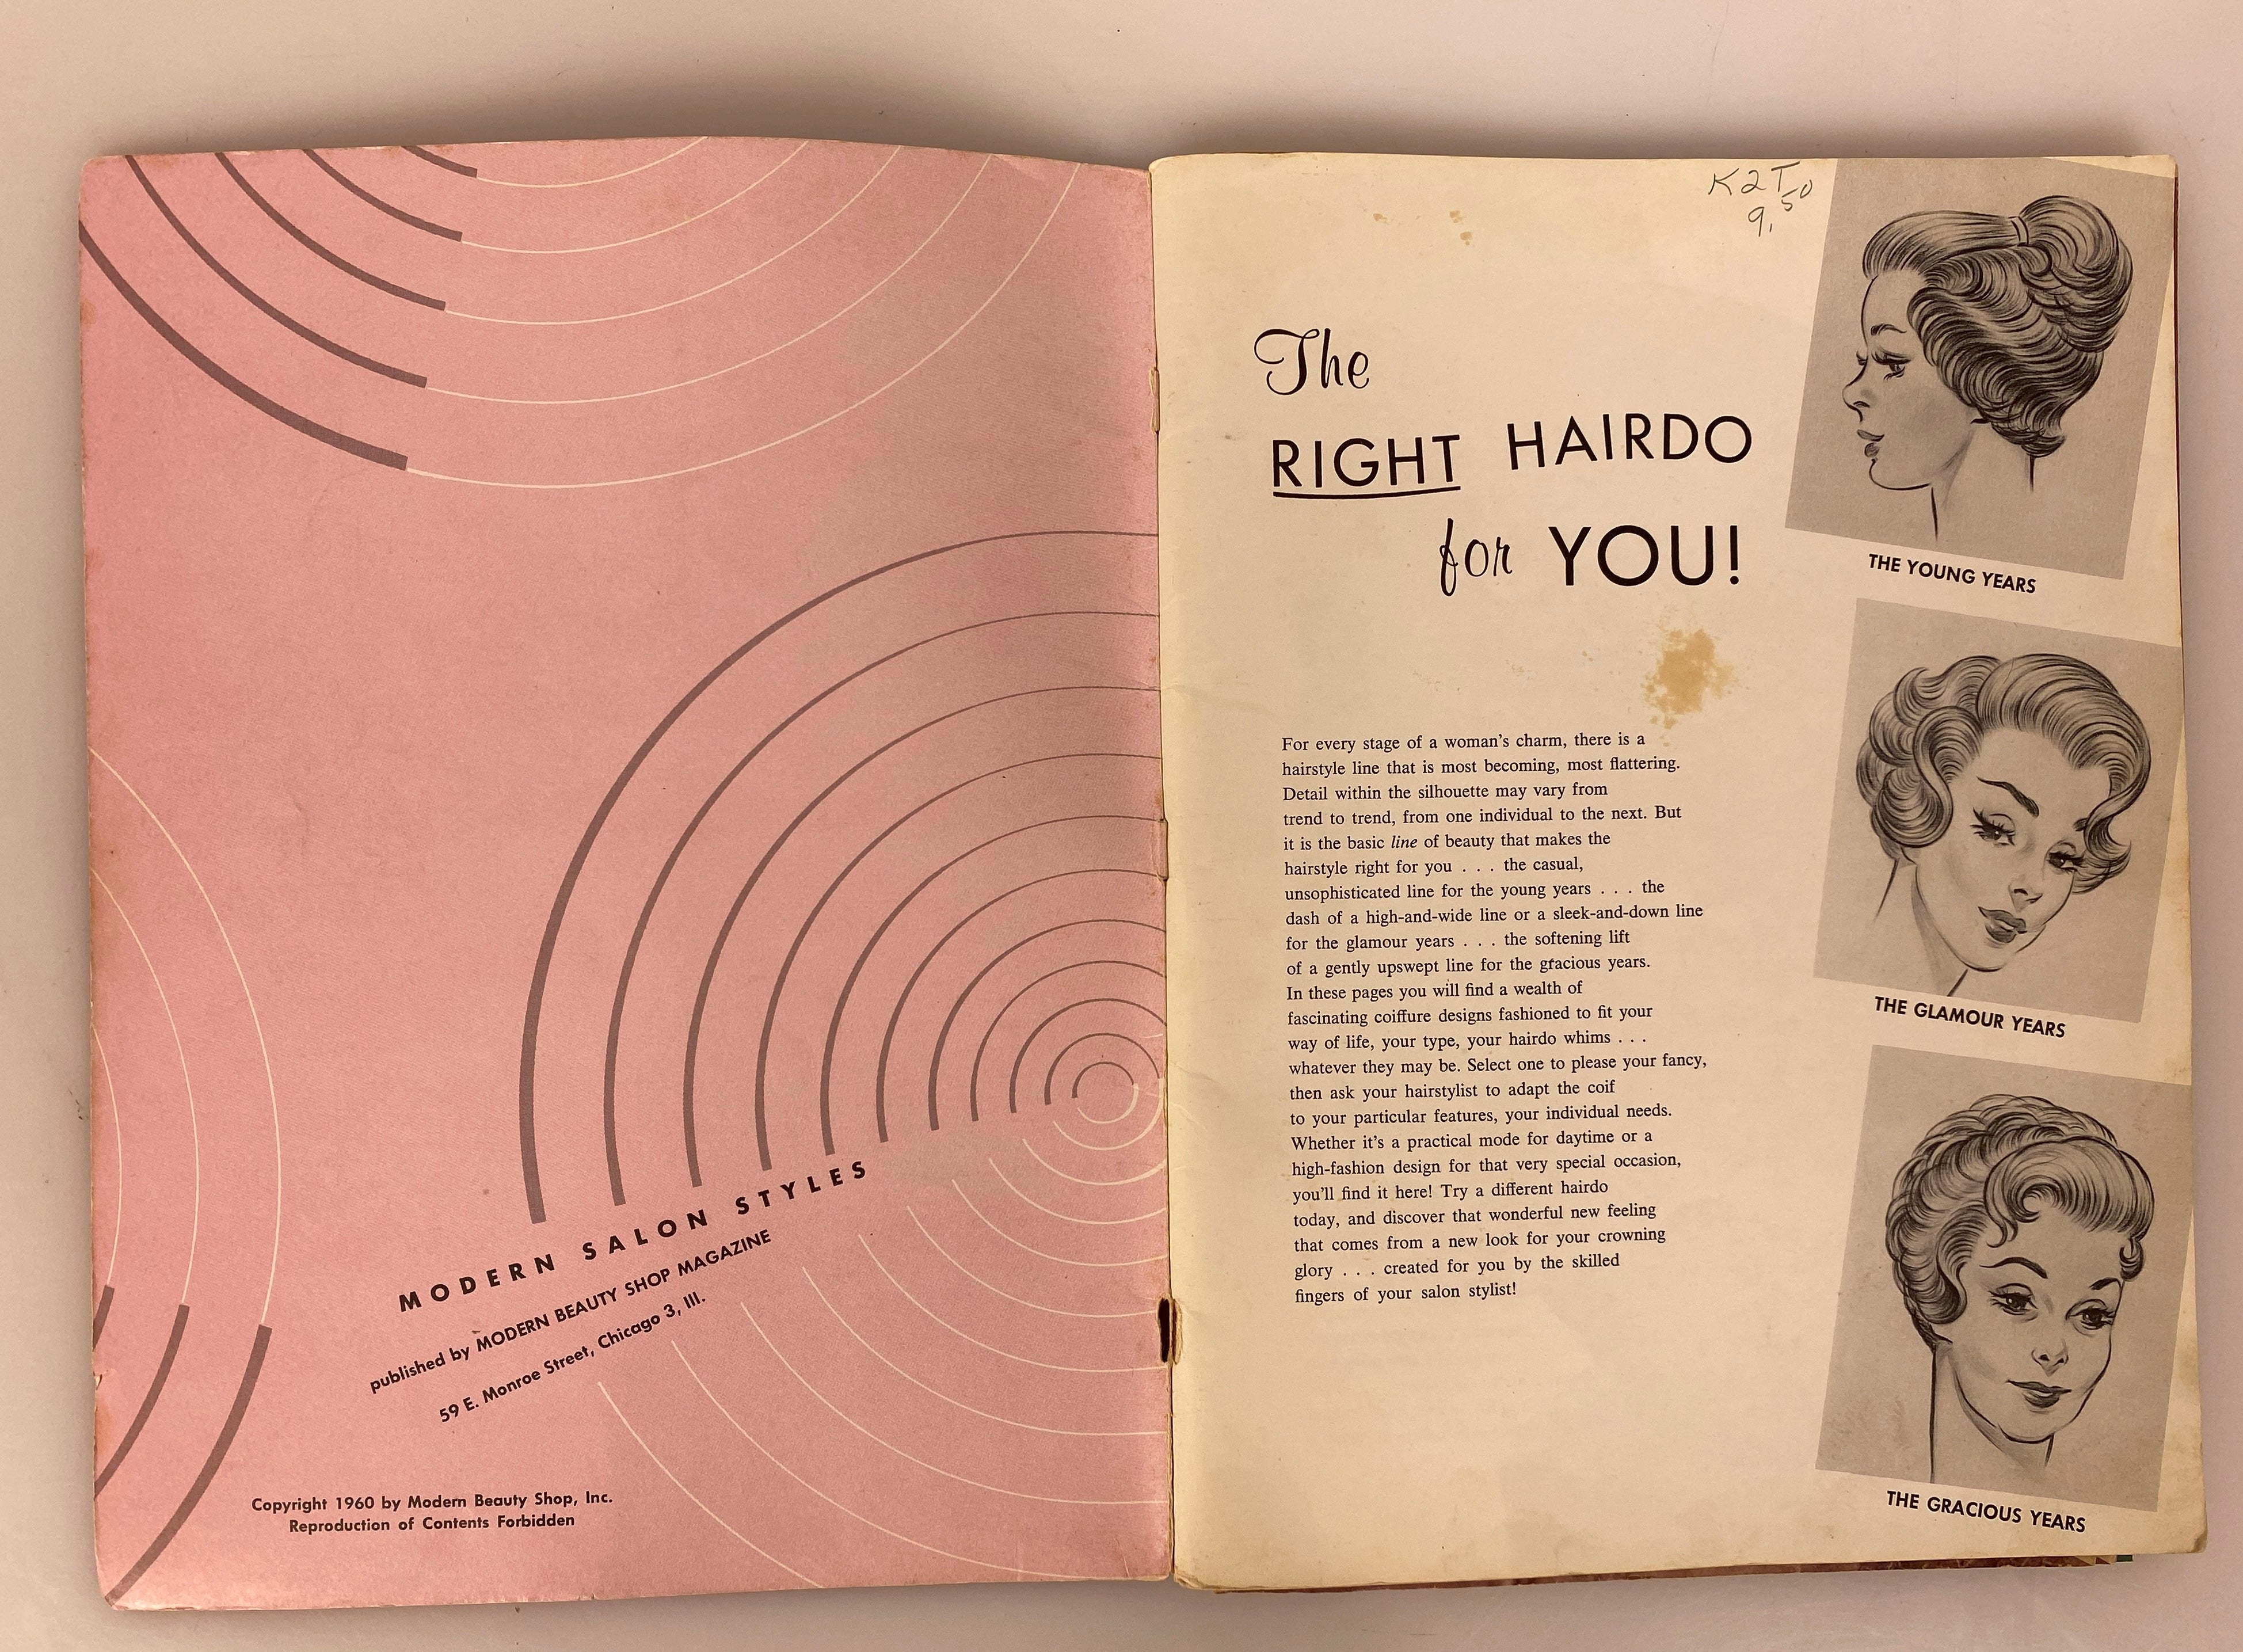 MODERN SALON STYLES
published by MODERN BEAUTY SHOP MAGAZINE
59 E. Monroe Street, Chicago 3, Ill.
Copyright 1960 by Modern Beauty Shop, Inc.
Reproduction of Contents Forbidden
K2T
9.50
The
RIGHT HAIRDO
for YOU!
For every stage of a woman's charm, there is a
hairstyle line that is most becoming, most flattering.
Detail within the silhouette may vary from
trend to trend, from one individual to the next. But
it is the basic line of beauty that makes the
hairstyle right for you . . . the casual,
unsophisticated line for the young years . . . the
dash of a high-and-wide line or a sleek-and-down line
for the glamour years . . . the softening lift
of a gently upswept line for the gracious years.
In these pages you will find a wealth of
fascinating coiffure designs fashioned to fit your
way of life, your type, your hairdo whims . . .
whatever they may be. Select one to please your fancy,
then ask your hairstylist to adapt the coif
to your particular features, your individual needs.
Whether it's a practical mode for daytime or a
high-fashion design for that very special occasion,
you'll find it here! Try a different hairdo
today, and discover that wonderful new feeling
that comes from a new look for your crowning
glory . . . created for you by the skilled
fingers of your salon stylist!
THE YOUNG YEARS
THE GLAMOUR YEARS
THE GRACIOUS YEARS